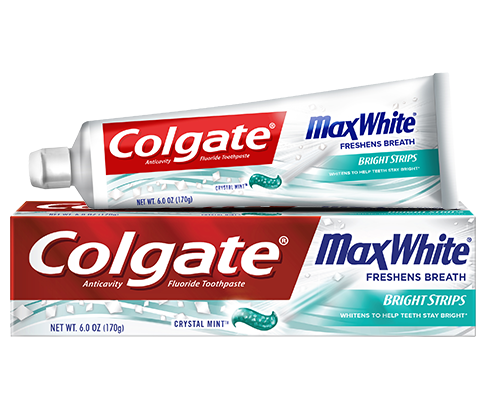 Colgate®
Anticavity Fluoride Toothpaste
MaxWhite®
FRESHENS BREATH
BRIGHT STRIPS
WHITENS TO HELP TEETH STAY BRIGHT*
CRYSTAL MINT
NET WT. 6.0 OZ (170g)
Colgate®
Anticavity Fluoride Toothpaste
MaxWhite®
FRESHENS BREATH
BRIGHT STRIPS
WHITENS TO HELP TEETH STAY BRIGHT*
CRYSTAL MINT
NET WT. 6.0 OZ (170g)